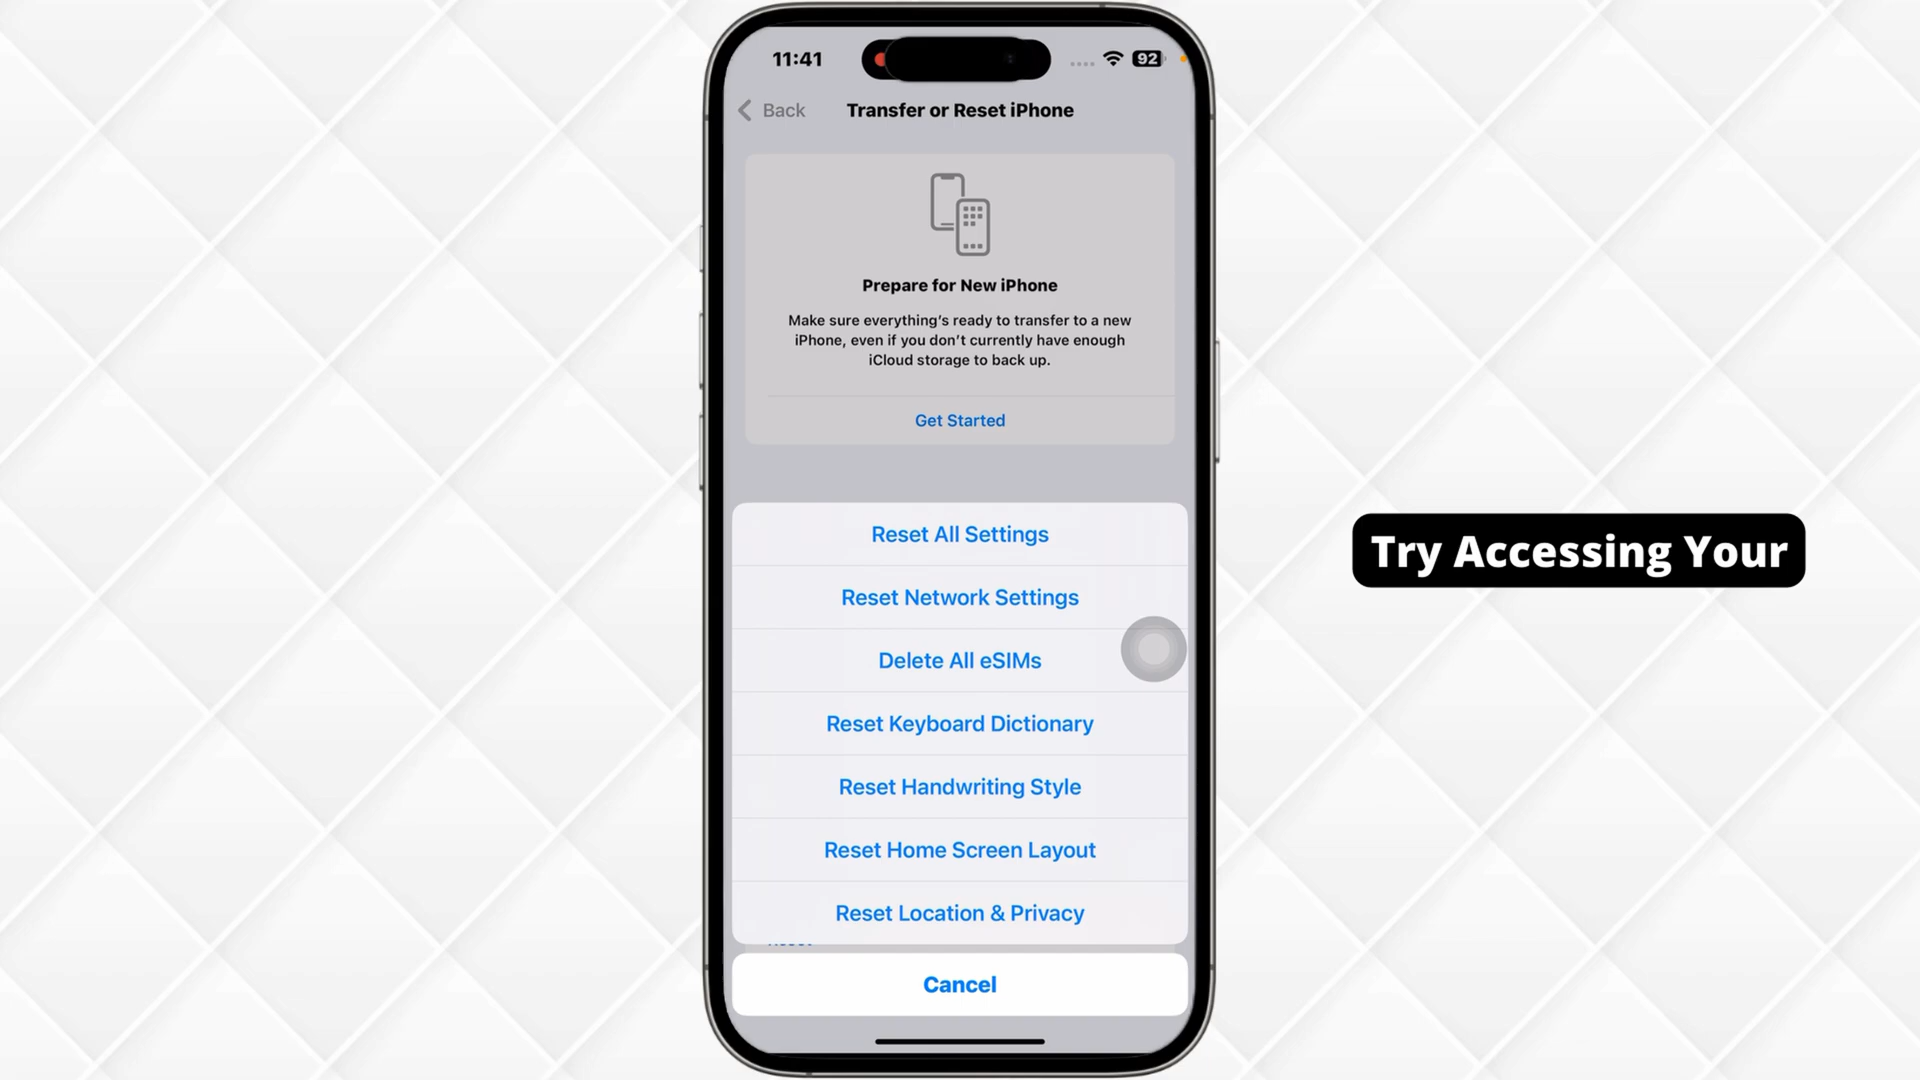 11:41
92
Back
Transfer or Reset iPhone
Prepare for New iPhone
Make sure everything's ready to transfer to a new
iPhone, even if you don't currently have enough
iCloud storage to back up.
Get Started
Reset All Settings
Reset Network Settings
Delete All eSIMs
Reset Keyboard Dictionary
Reset Handwriting Style
Reset Home Screen Layout
Reset Location & Privacy
Cancel
Try Accessing Your